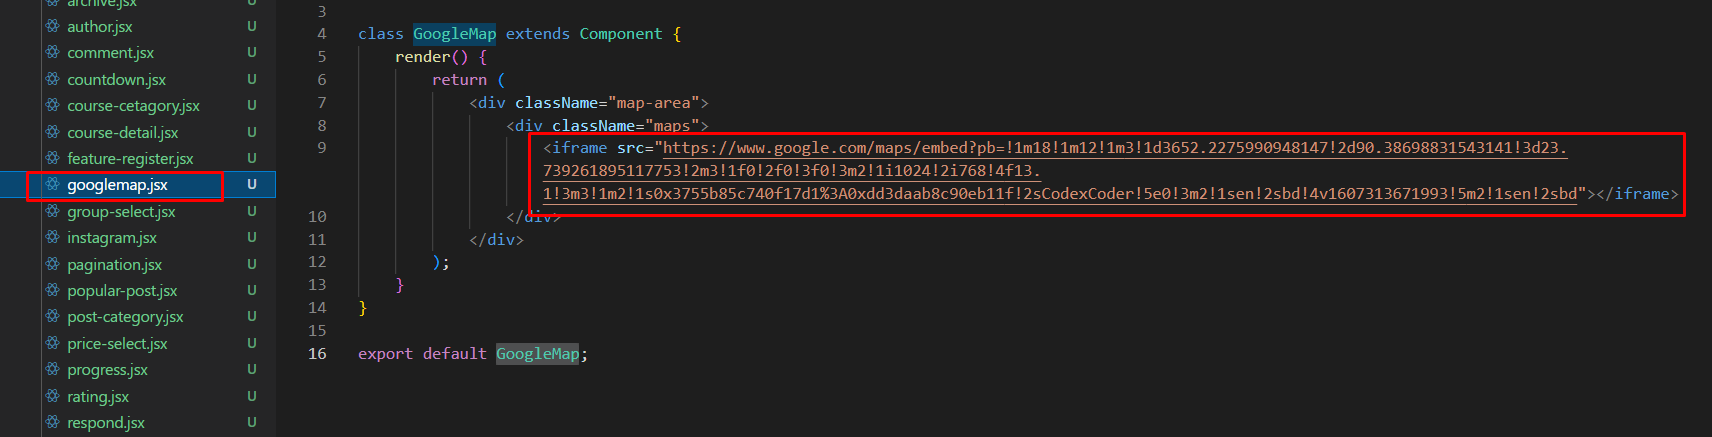 archive.jsx U
author.jsx U
comment.jsx U
countdown.jsx U
course-cetagory.jsx U
course-detail.jsx U
feature-register.jsx U
googlemap.jsx U
group-select.jsx U
instagram.jsx U
pagination.jsx U
popular-post.jsx U
post-category.jsx U
price-select.jsx U
progress.jsx U
rating.jsx U
respond.jsx U
3
4 class GoogleMap extends Component {
5 render() {
6 return (
7 <div className="map-area">
8 <div className="maps">
9 <iframe src="https://www.google.com/maps/embed?pb=!1m18!1m12!1m3!1d3652.2275990948147!2d90.38698831543141!3d23.
739261895117753!2m3!1f0!2f0!3f0!3m2!1i1024!2i768!4f13.
1!3m3!1m2!1s0x3755b85c740f17d1%3A0xdd3daab8c90eb11f!2sCodexCoder!5e0!3m2!1sen!2sbd!4v1607313671993!5m2!1sen!2sbd"></iframe>
10 </div>
11 </div>
12 );
13 }
14 }
15
16 export default GoogleMap;